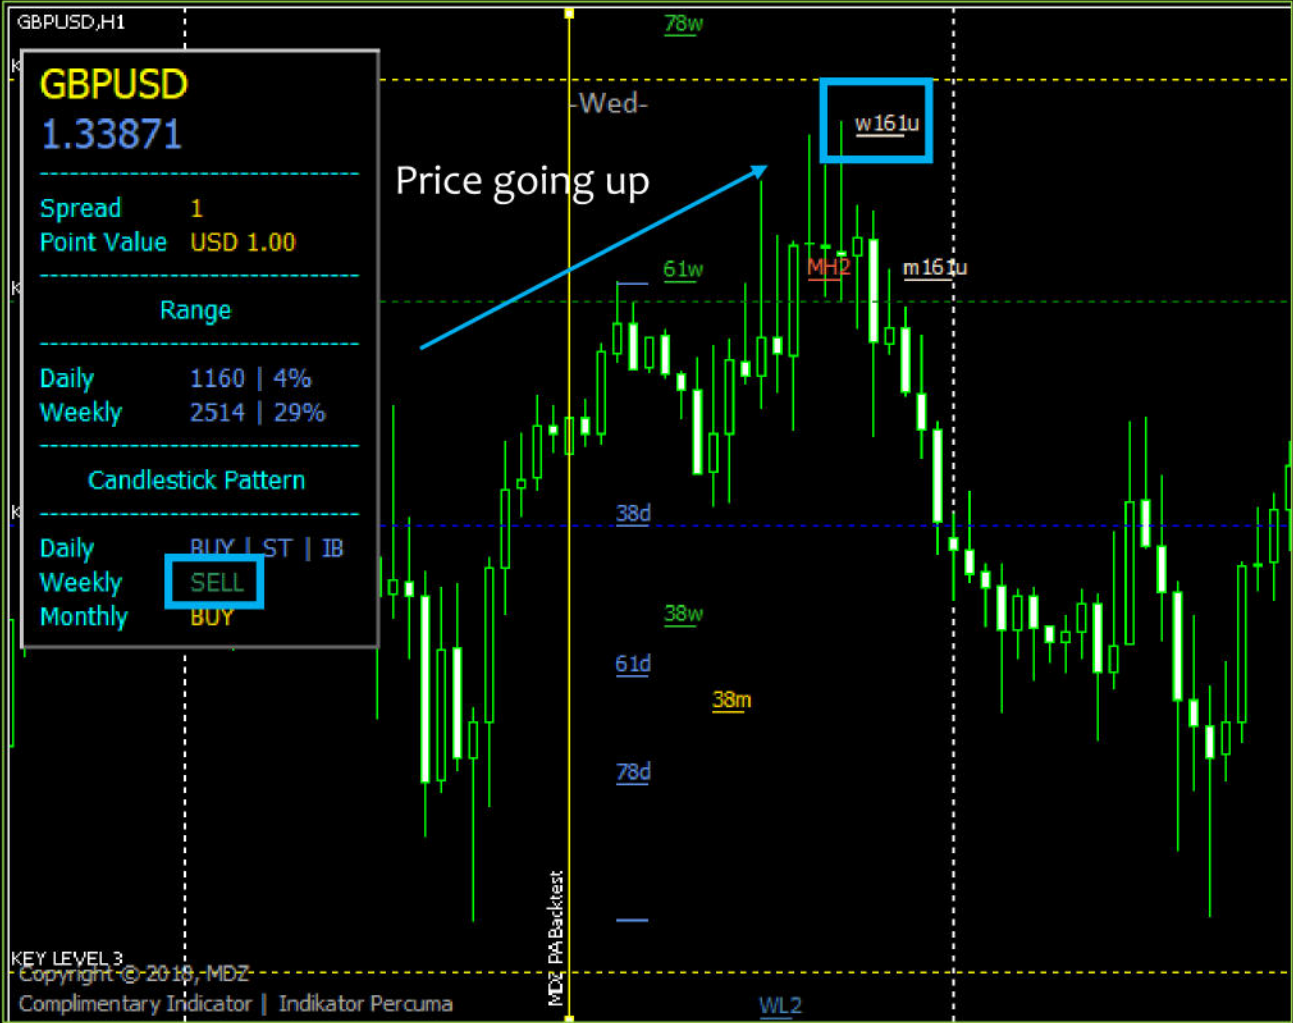 GBPUSD,H1
78w
K
GBPUSD
-Wed-
1.33871
w161u
Price going up
Spread 1
Point Value USD 1.00
61w
MH2
m161u
K
Range
Daily 1160 | 4%
Weekly 2514 | 29%
Candlestick Pattern
K
38d
Daily BUY | ST | IB
Weekly SELL
Monthly BUY
38w
61d
38m
78d
MDZ PA Backtest
KEY LEVEL 3
Copyright © 2018, MDZ
Complimentary Indicator | Indikator Percuma
WL2